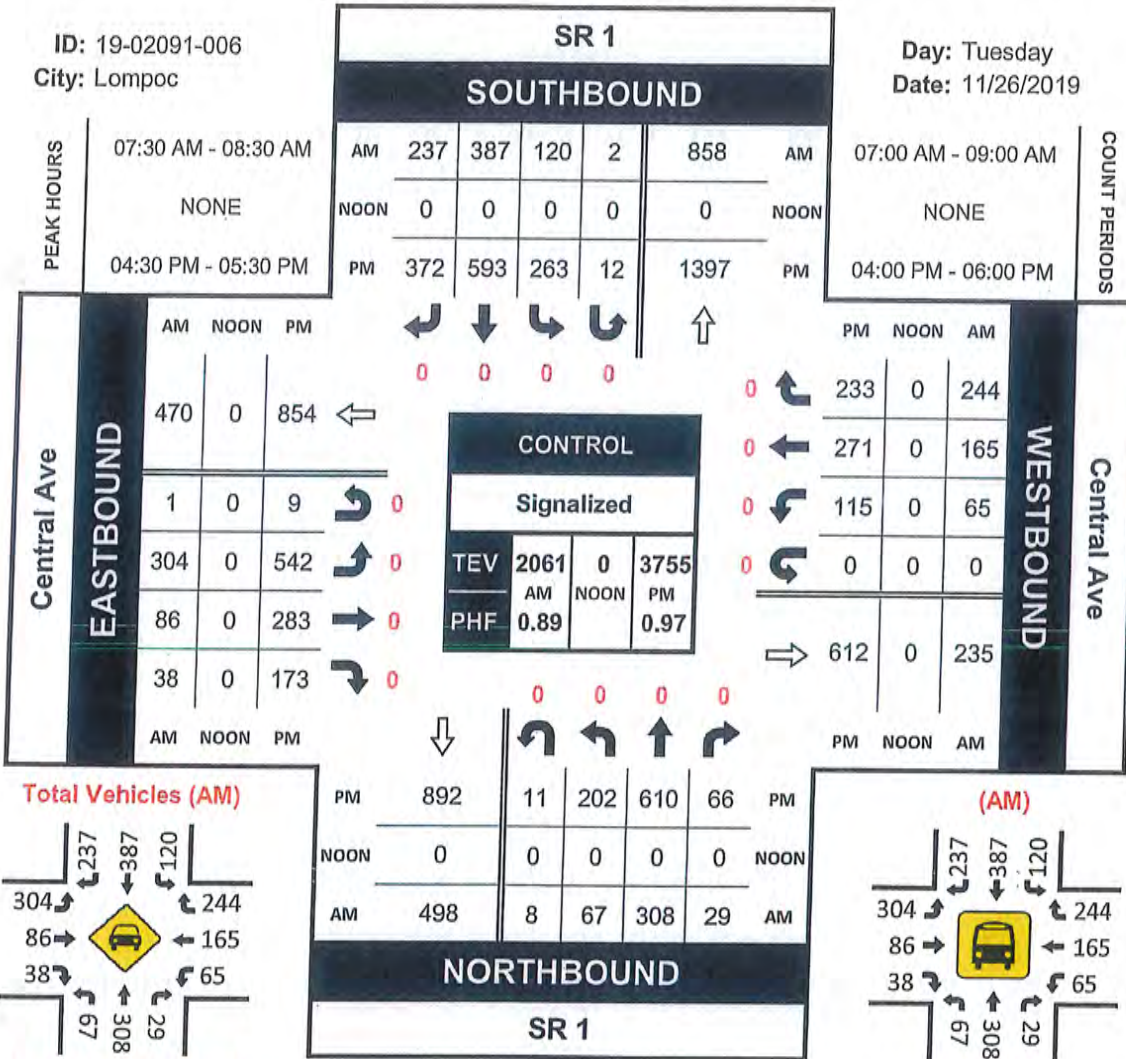 ID: 19-02091-006
City: Lompoc
SR 1
SOUTHBOUND
Day: Tuesday
Date: 11/26/2019
PEAK HOURS
07:30 AM - 08:30 AM
NONE
04:30 PM - 05:30 PM
AM 237 387 120 2 858 AM
NOON 0 0 0 0 0 NOON
PM 372 593 263 12 1397 PM
07:00 AM - 09:00 AM
NONE
04:00 PM - 06:00 PM
COUNT PERIODS
0 0 0 0
Central Ave
EASTBOUND
AM NOON PM
470 0 854
1 0 9 0
304 0 542 0
86 0 283 0
38 0 173 0
AM NOON PM
CONTROL
Signalized
TEV 2061 0 3755
AM NOON PM
PHF 0.89 0.97
PM NOON AM
0 233 0 244
0 271 0 165
0 115 0 65
0 0 0 0
612 0 235
PM NOON AM
WESTBOUND
Central Ave
0 0 0 0
PM 892 11 202 610 66 PM
NOON 0 0 0 0 0 NOON
AM 498 8 67 308 29 AM
NORTHBOUND
SR 1
Total Vehicles (AM)
237 387 120
304 244
86 165
38 65
67 308 29
(AM)
237 387 120
304 244
86 165
38 65
67 308 29